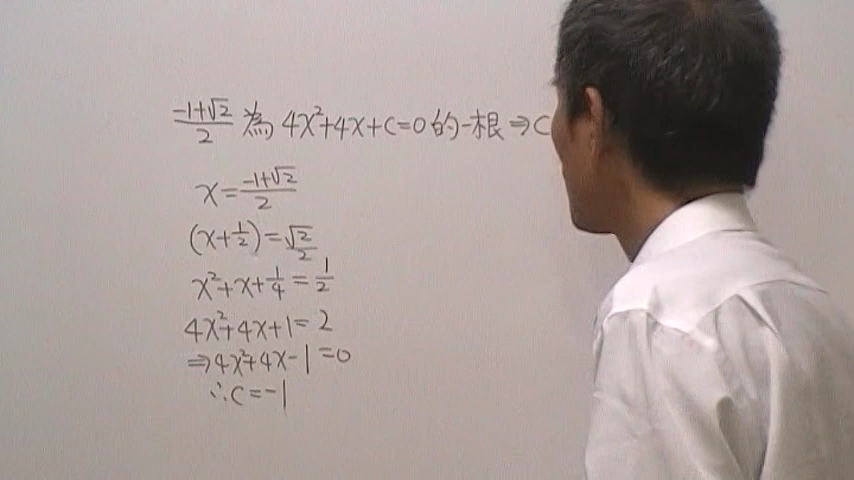 (-1+√2)/2 為 4x²+4x+c=0 的一根 ⇒ c
x = (-1+√2)/2
(x+1/2) = √2/2
x²+x+1/4 = 1/2
4x²+4x+1 = 2
⇒ 4x²+4x-1 = 0
∴ c = -1